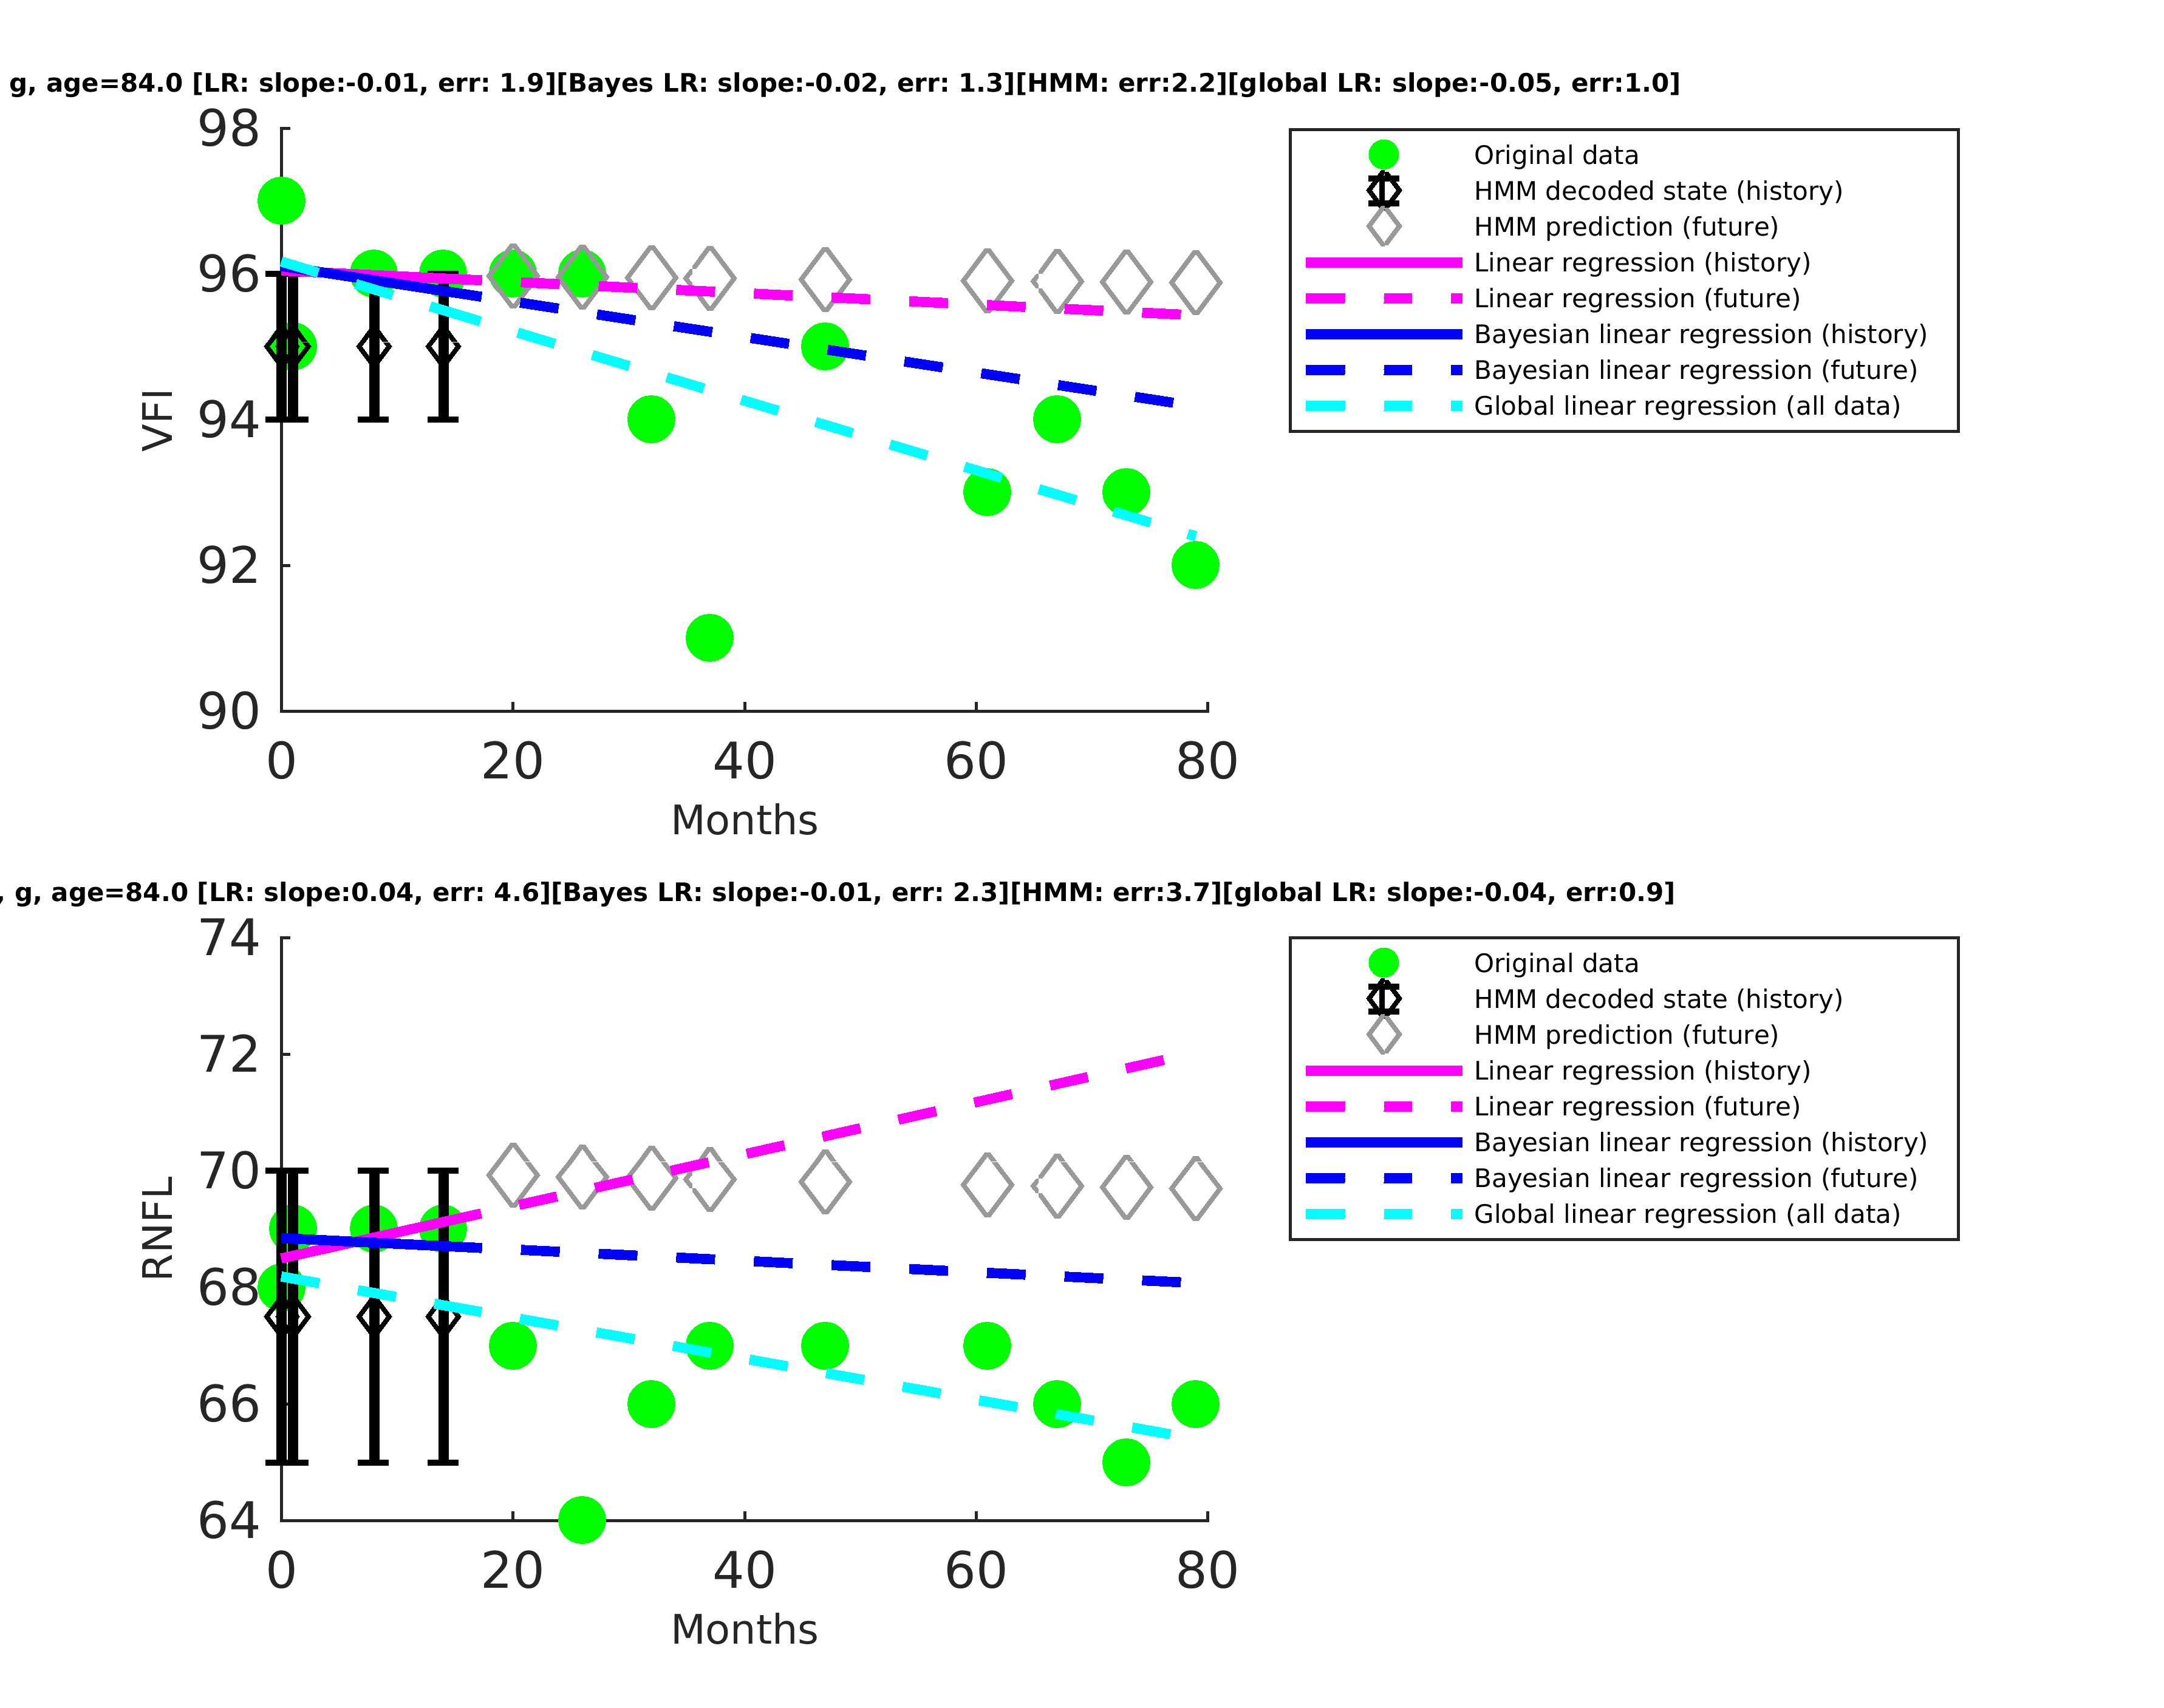 g, age=84.0 [LR: slope:-0.01, err: 1.9][Bayes LR: slope:-0.02, err: 1.3][HMM: err:2.2][global LR: slope:-0.05, err:1.0]
98
96
94
92
90
VFI
0 20 40 60 80
Months
Original data
HMM decoded state (history)
HMM prediction (future)
Linear regression (history)
Linear regression (future)
Bayesian linear regression (history)
Bayesian linear regression (future)
Global linear regression (all data)
, g, age=84.0 [LR: slope:0.04, err: 4.6][Bayes LR: slope:-0.01, err: 2.3][HMM: err:3.7][global LR: slope:-0.04, err:0.9]
74
72
70
68
66
64
RNFL
0 20 40 60 80
Months
Original data
HMM decoded state (history)
HMM prediction (future)
Linear regression (history)
Linear regression (future)
Bayesian linear regression (history)
Bayesian linear regression (future)
Global linear regression (all data)